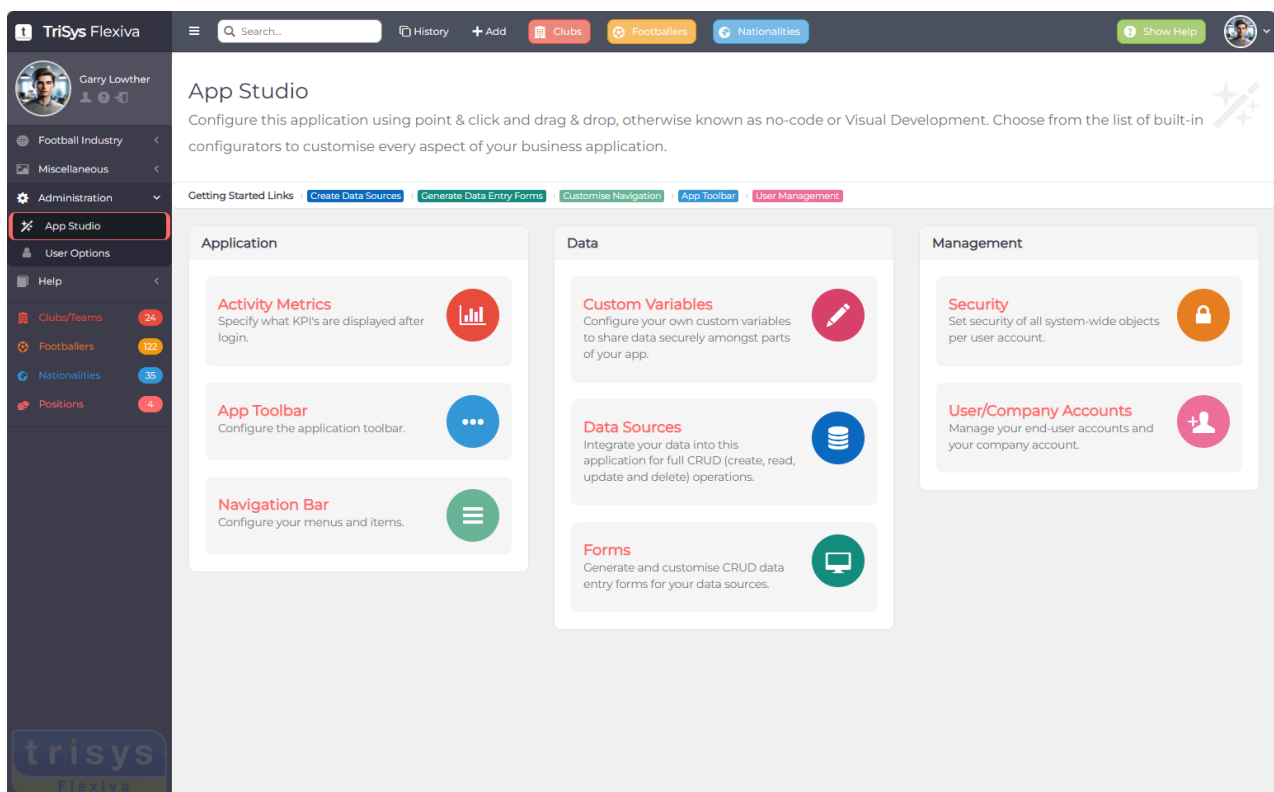 t TriSys Flexiva
Search...
History
Add
Clubs
Footballers
Nationalities
Show Help
Garry Lowther
Football Industry
Miscellaneous
Administration
App Studio
User Options
Help
Clubs/Teams 24
Footballers 122
Nationalities 35
Positions 4
trisys
Flexiva
App Studio
Configure this application using point & click and drag & drop, otherwise known as no-code or Visual Development. Choose from the list of built-in
configurators to customise every aspect of your business application.
Getting Started Links
Create Data Sources
Generate Data Entry Forms
Customise Navigation
App Toolbar
User Management
Application
Activity Metrics
Specify what KPI's are displayed after
login.
App Toolbar
Configure the application toolbar.
Navigation Bar
Configure your menus and items.
Data
Custom Variables
Configure your own custom variables
to share data securely amongst parts
of your app.
Data Sources
Integrate your data into this
application for full CRUD (create, read,
update and delete) operations.
Forms
Generate and customise CRUD data
entry forms for your data sources.
Management
Security
Set security of all system-wide objects
per user account.
User/Company Accounts
Manage your end-user accounts and
your company account.